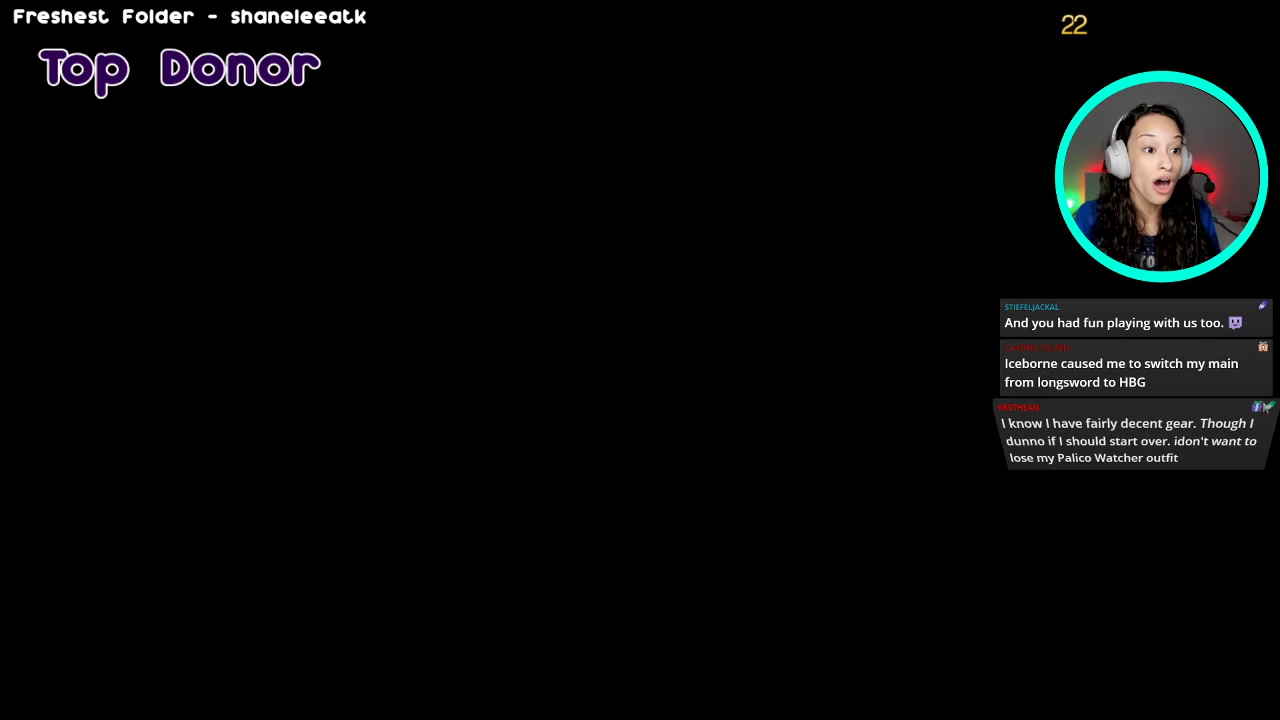 Freshest Folder - shaneleeatk
22
Top Donor
STIEFELJACKAL
And you had fun playing with us too.
Iceborne caused me to switch my main
from longsword to HBG
I know I have fairly decent gear. Though I
dunno if I should start over. idon't want to
lose my Palico Watcher outfit